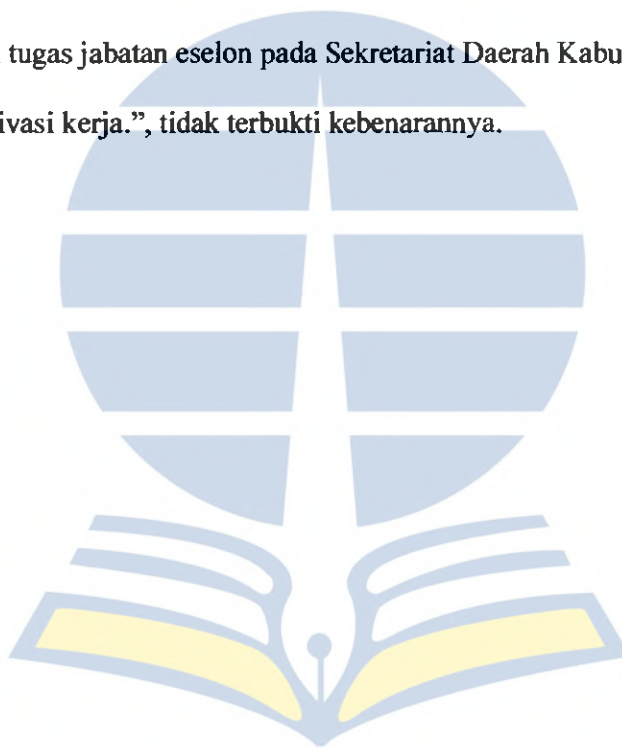 tugas jabatan eselon pada Sekretariat Daerah Kabu
ivasi kerja.”, tidak terbukti kebenarannya.